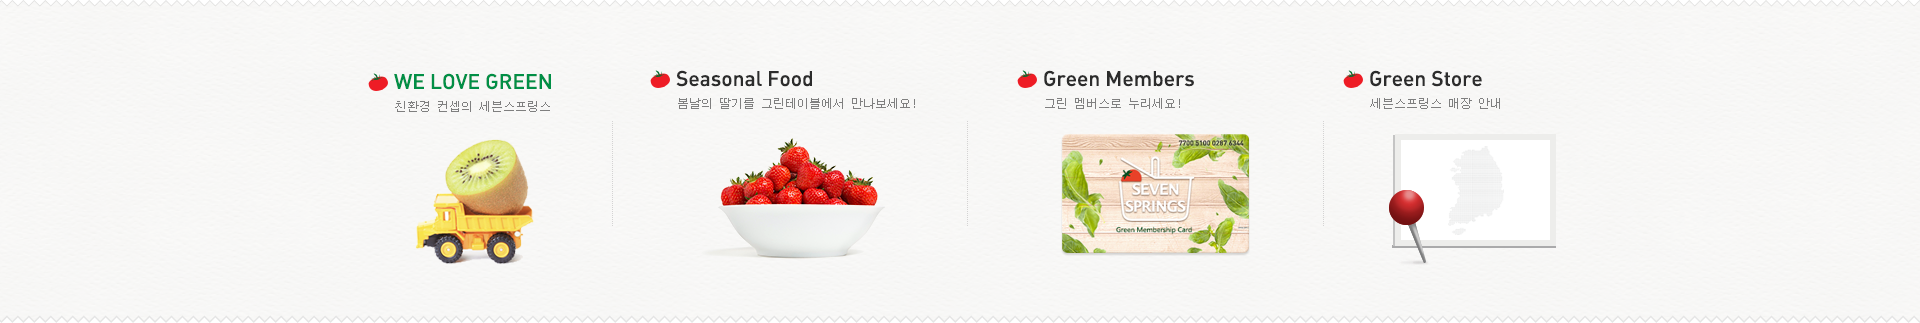 WE LOVE GREEN
친환경 컨셉의 세븐스프링스
Seasonal Food
봄날의 딸기를 그린테이블에서 만나보세요!
Green Members
그린 멤버스로 누리세요!
7700 5100 0287 6344
SEVEN
SPRINGS
Green Membership Card
Green Store
세븐스프링스 매장 안내